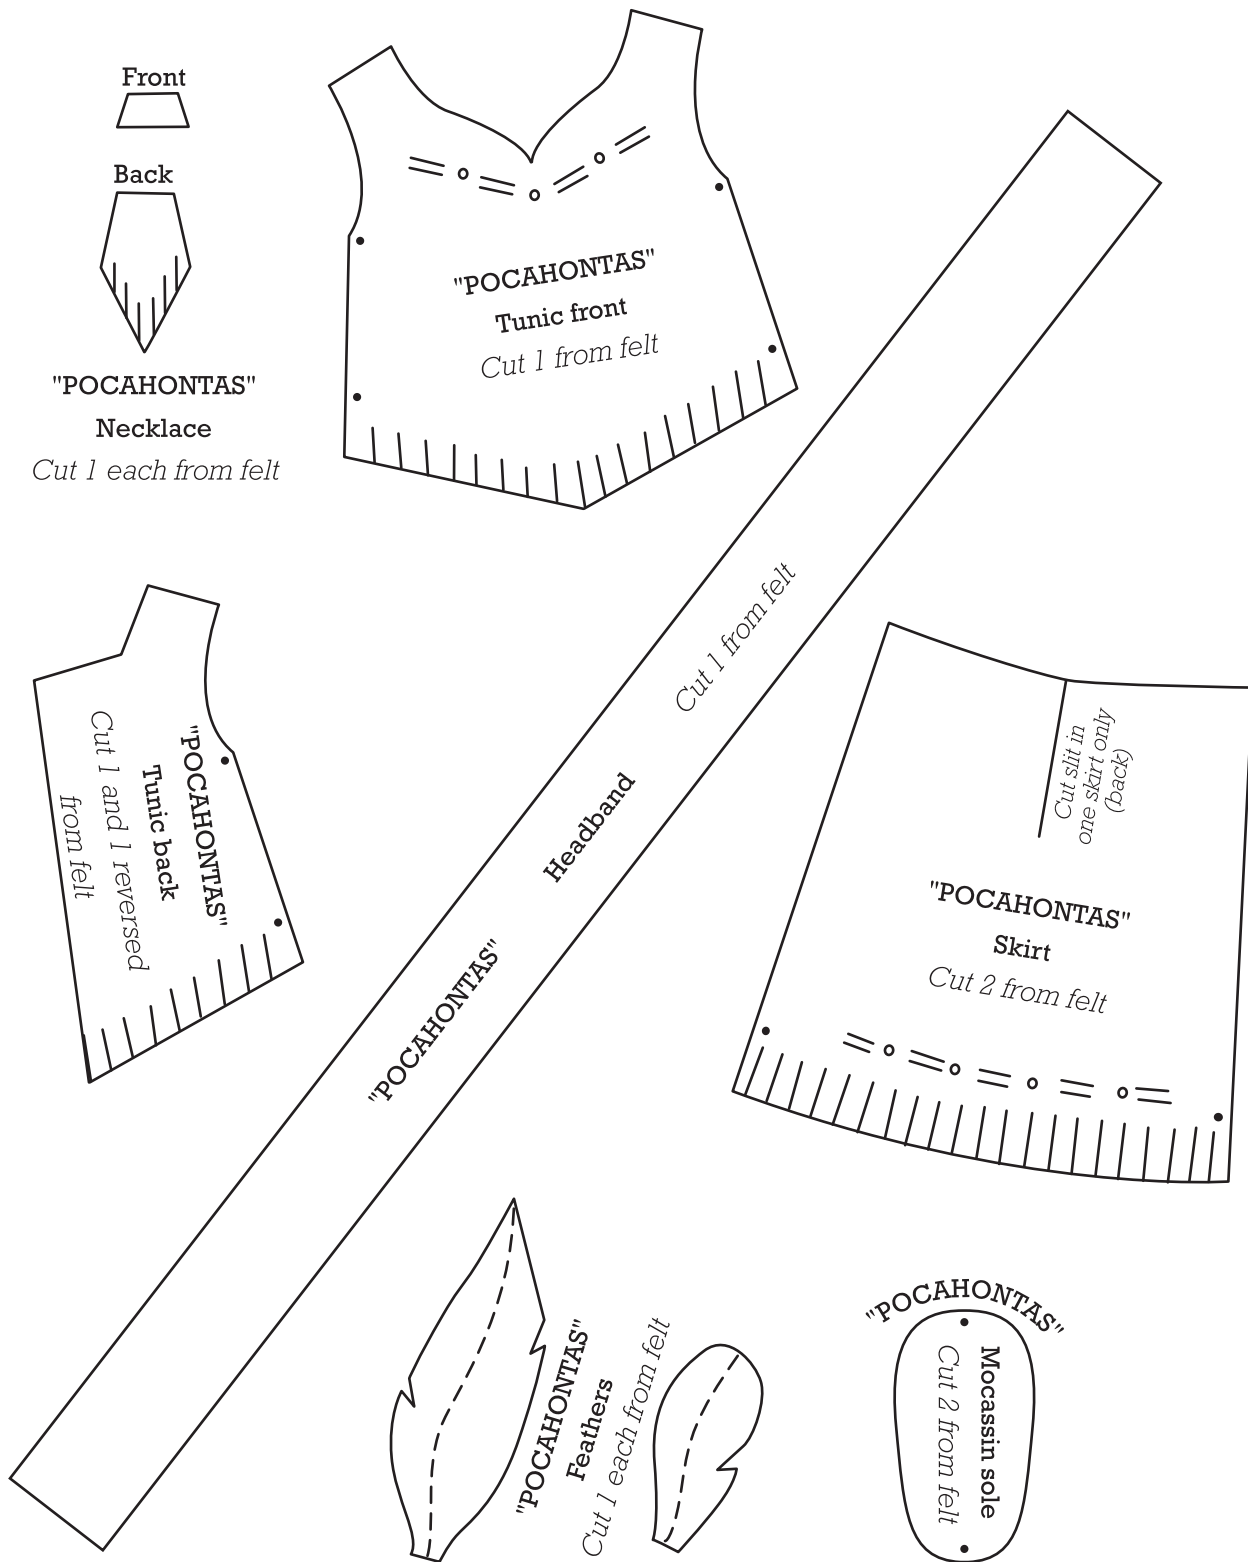 Front
Back
"POCAHONTAS"
Necklace
Cut 1 each from felt
"POCAHONTAS"
Tunic front
Cut 1 from felt
"POCAHONTAS"
Tunic back
Cut 1 and 1 reversed
from felt
"POCAHONTAS"
Headband
Cut 1 from felt
Cut slit in
one skirt only
(back)
"POCAHONTAS"
Skirt
Cut 2 from felt
"POCAHONTAS"
Feathers
Cut 1 each from felt
"POCAHONTAS"
Mocassin sole
Cut 2 from felt